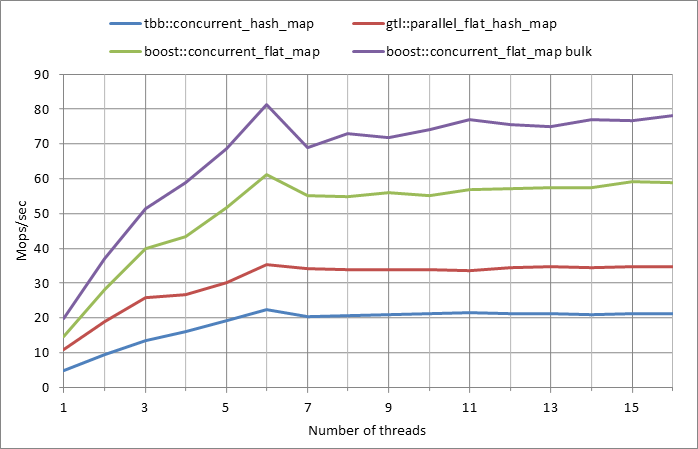 tbb::concurrent_hash_map gtl::parallel_flat_hash_map
boost::concurrent_flat_map boost::concurrent_flat_map bulk
90
80
70
60
50
40
30
20
10
0
Mops/sec
1 3 5 7 9 11 13 15
Number of threads